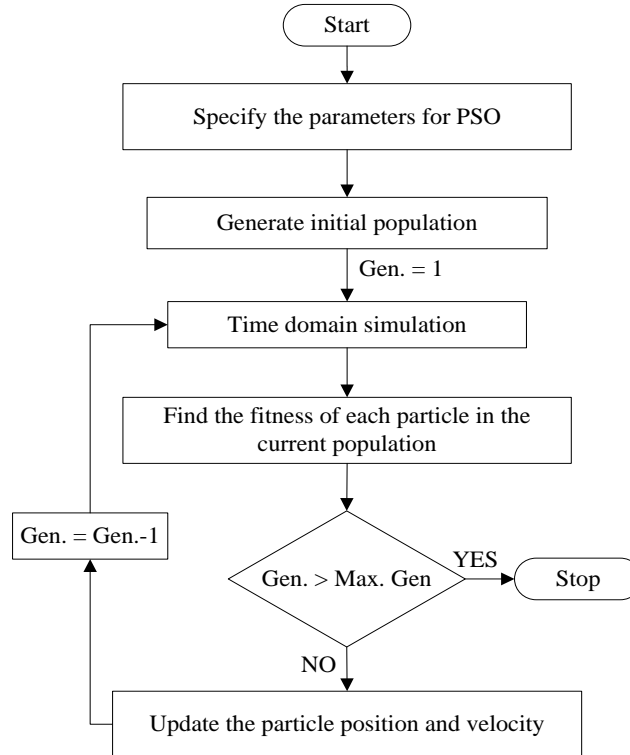 Start
Specify the parameters for PSO
Generate initial population
Gen. = 1
Time domain simulation
Find the fitness of each particle in the
current population
Gen. = Gen.-1
Gen. > Max. Gen
YES
Stop
NO
Update the particle position and velocity